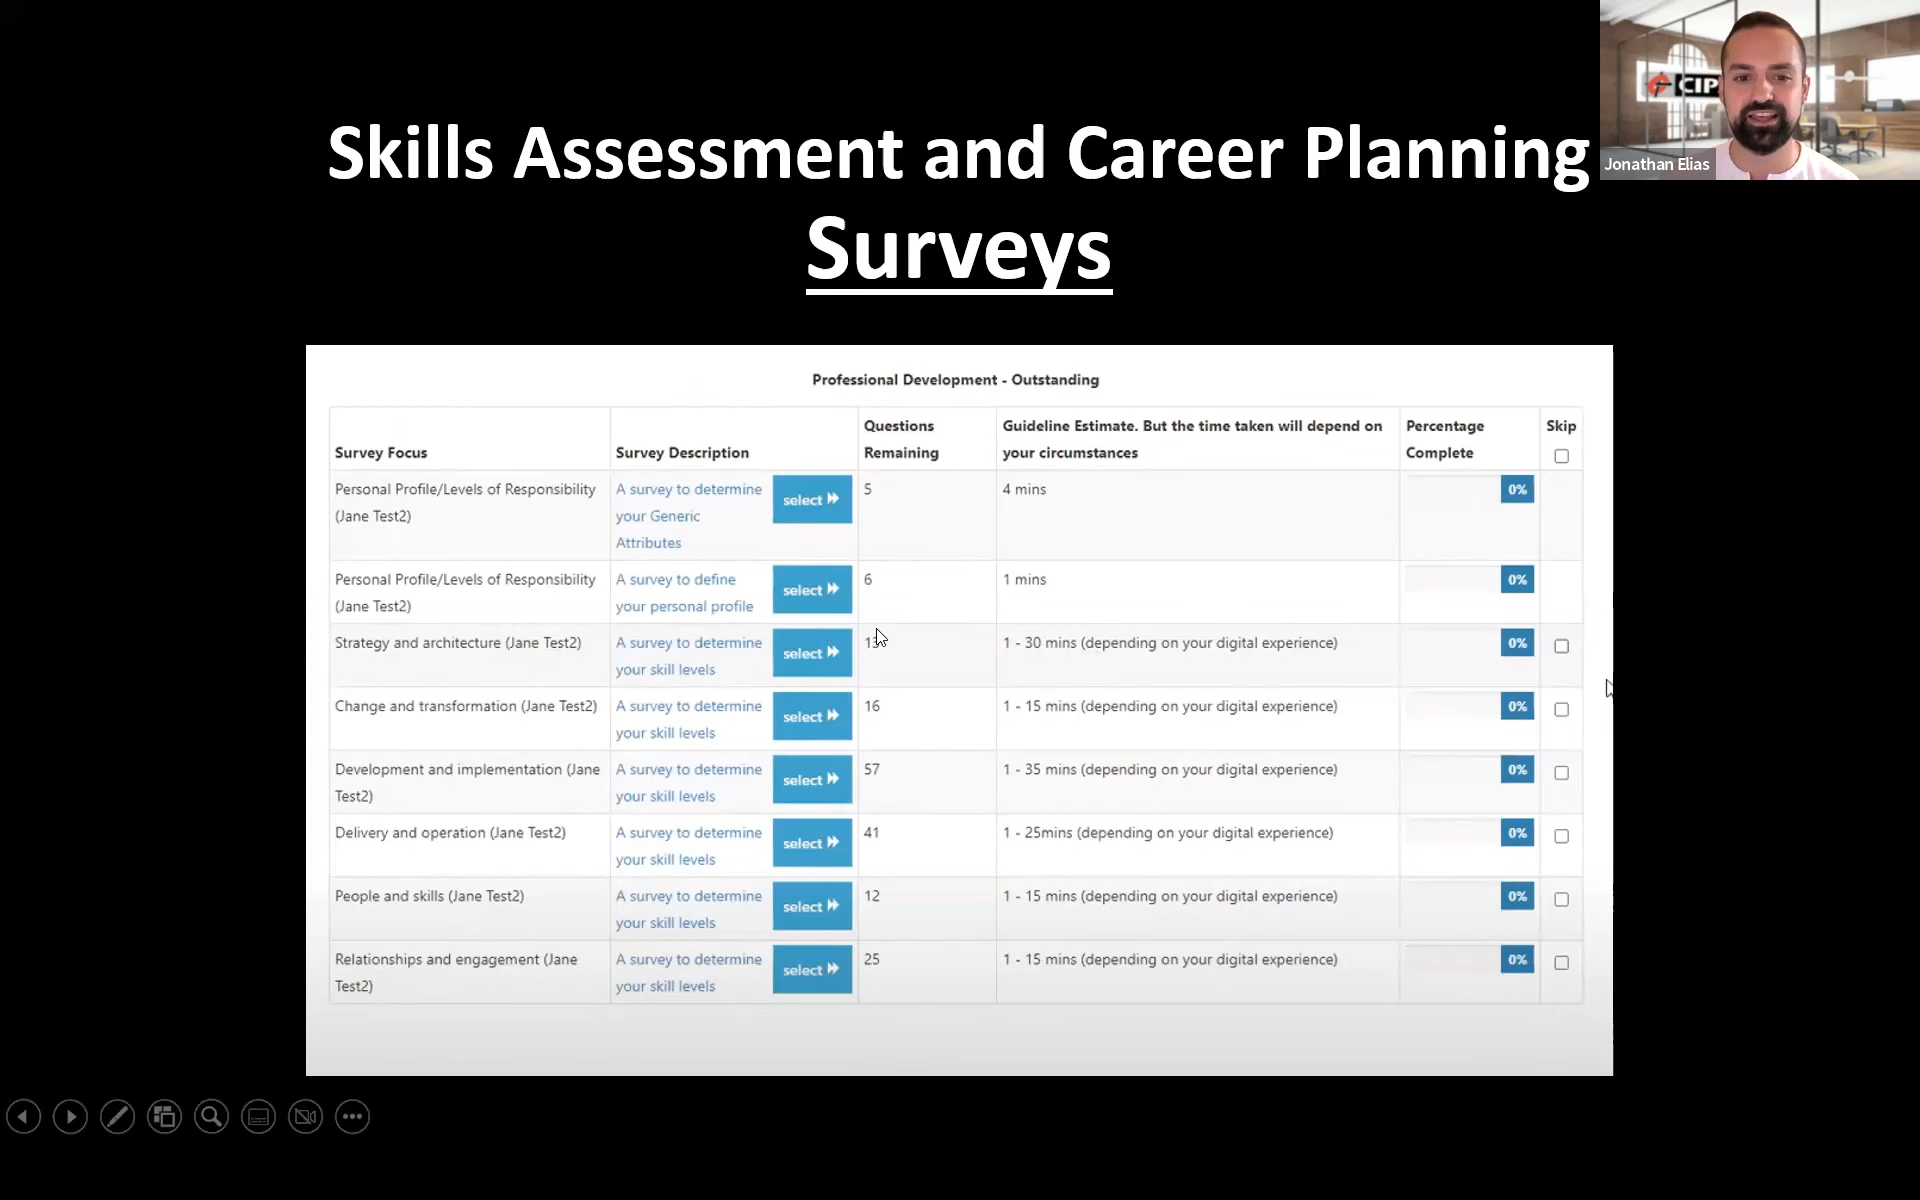 CIP
Jonathan Elias
Skills Assessment and Career Planning
Surveys
Professional Development - Outstanding
Survey Focus
Survey Description
Questions
Remaining
Guideline Estimate. But the time taken will depend on
your circumstances
Percentage
Complete
Skip
Personal Profile/Levels of Responsibility
(Jane Test2)
A survey to determine
your Generic
Attributes
select
5
4 mins
0%
Personal Profile/Levels of Responsibility
(Jane Test2)
A survey to define
your personal profile
select
6
1 mins
0%
Strategy and architecture (Jane Test2)
A survey to determine
your skill levels
select
1 - 30 mins (depending on your digital experience)
0%
Change and transformation (Jane Test2)
A survey to determine
your skill levels
select
16
1 - 15 mins (depending on your digital experience)
0%
Development and implementation (Jane
Test2)
A survey to determine
your skill levels
select
57
1 - 35 mins (depending on your digital experience)
0%
Delivery and operation (Jane Test2)
A survey to determine
your skill levels
select
41
1 - 25mins (depending on your digital experience)
0%
People and skills (Jane Test2)
A survey to determine
your skill levels
select
12
1 - 15 mins (depending on your digital experience)
0%
Relationships and engagement (Jane
Test2)
A survey to determine
your skill levels
select
25
1 - 15 mins (depending on your digital experience)
0%